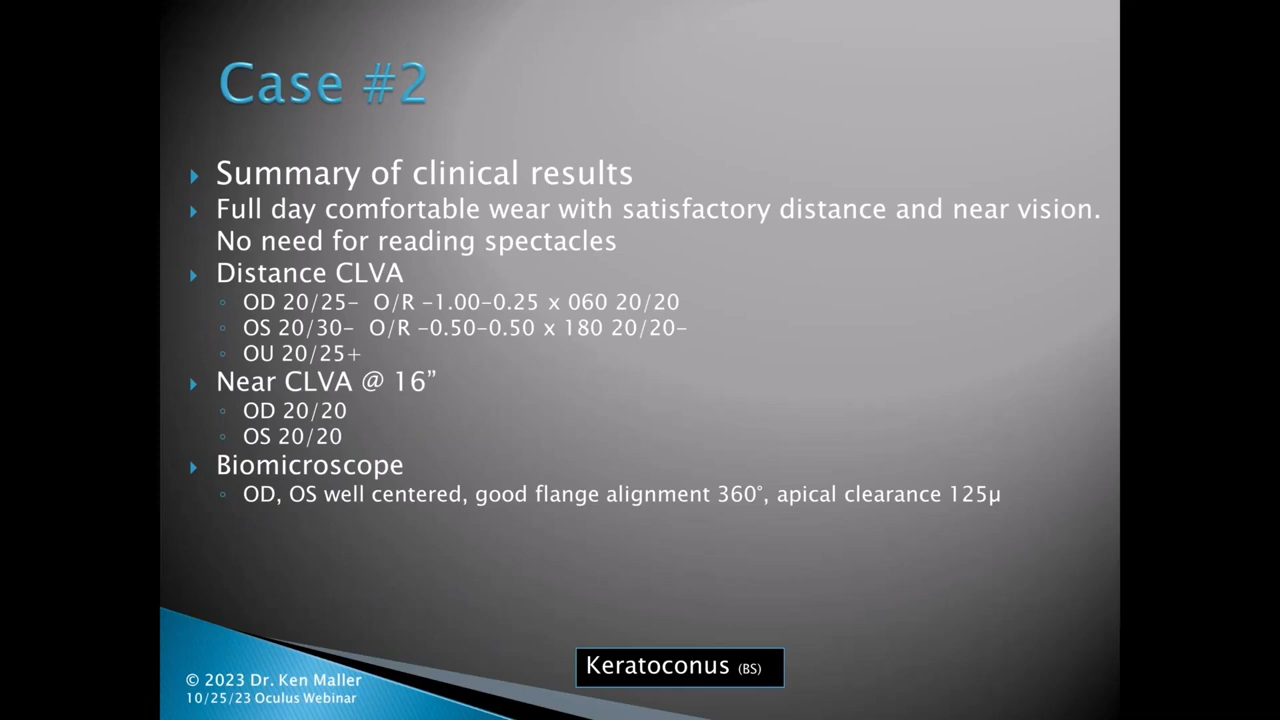 Case #2
Summary of clinical results
Full day comfortable wear with satisfactory distance and near vision.
No need for reading spectacles
Distance CLVA
OD 20/25- O/R -1.00-0.25 x 060 20/20
OS 20/30- O/R -0.50-0.50 x 180 20/20-
OU 20/25+
Near CLVA @ 16”
OD 20/20
OS 20/20
Biomicroscope
OD, OS well centered, good flange alignment 360°, apical clearance 125µ
Keratoconus (BS)
© 2023 Dr. Ken Maller
10/25/23 Oculus Webinar